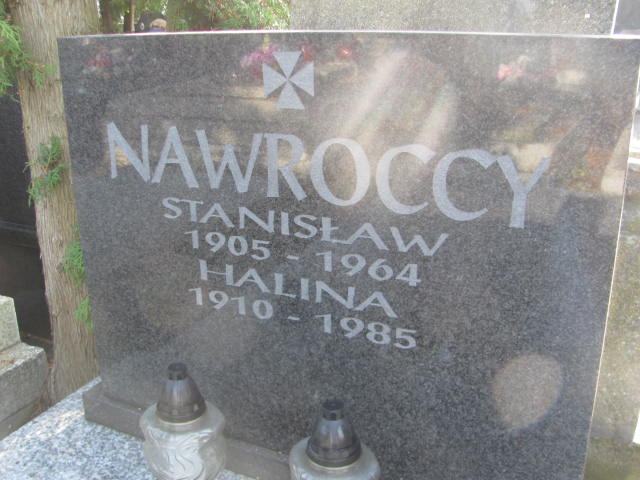 NAWROCCY
STANISŁAW
1905 - 1964
HALINA
1910 - 1985